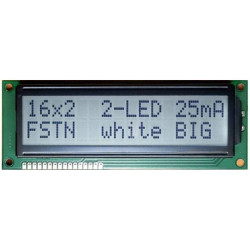 16x2 2-LED 25mA
FSTN white BIG